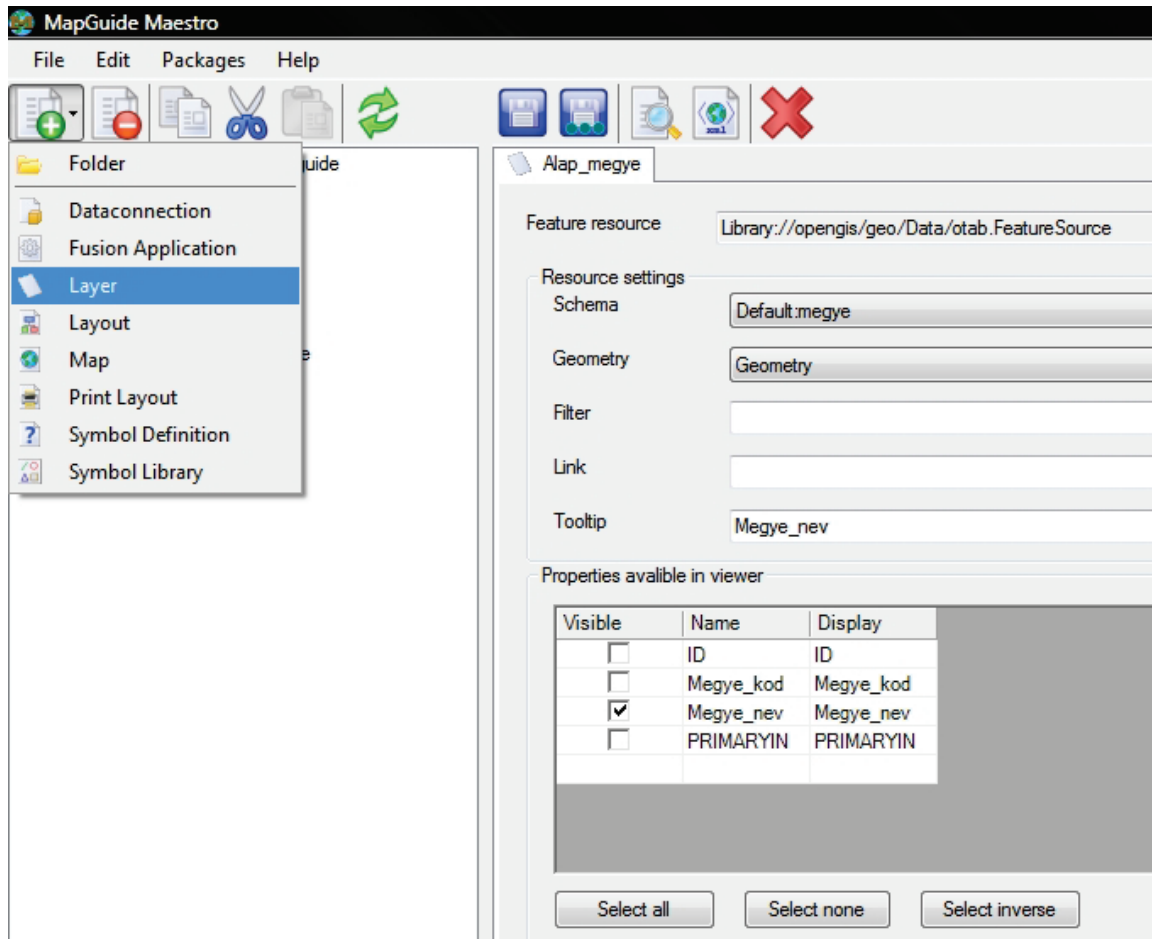 MapGuide Maestro
File Edit Packages Help
Folder
Dataconnection
Fusion Application
Layer
Layout
Map
Print Layout
Symbol Definition
Symbol Library
uide
e
xml
Alap_megye
Feature resource Library://opengis/geo/Data/otab.FeatureSource
Resource settings
Schema Default:megye
Geometry Geometry
Filter
Link
Tooltip Megye_nev
Properties avalible in viewer
Visible Name Display
ID ID
Megye_kod Megye_kod
Megye_nev Megye_nev
PRIMARYIN PRIMARYIN
Select all Select none Select inverse